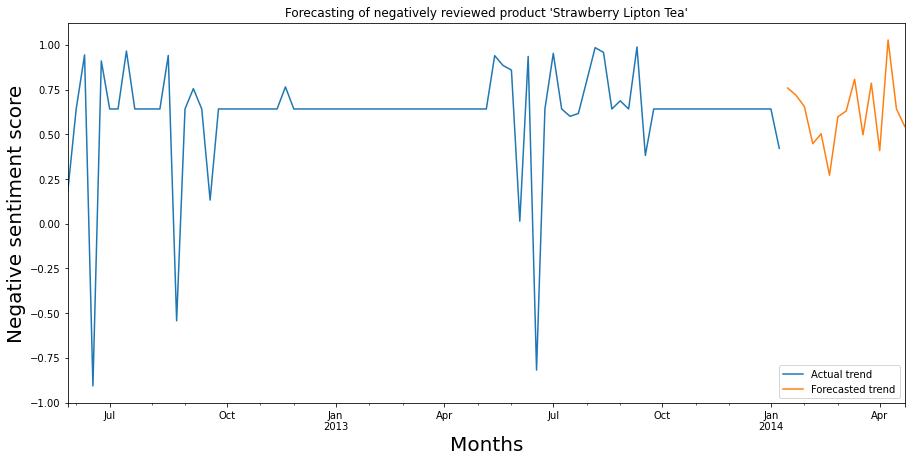 Forecasting of negatively reviewed product 'Strawberry Lipton Tea'
Negative sentiment score
1.00
0.75
0.50
0.25
0.00
−0.25
−0.50
−0.75
−1.00
Actual trend
Forecasted trend
Jul Oct Jan Apr Jul Oct Jan Apr
2013 2014
Months